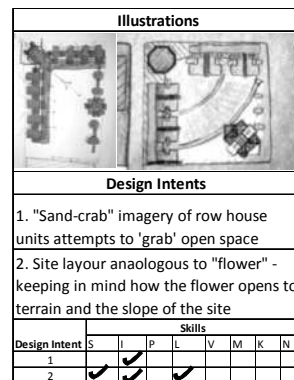 Illustrations
Design Intents
1. "Sand-crab" imagery of row house
units attempts to 'grab' open space
2. Site layour anaologous to "flower" -
keeping in mind how the flower opens to
terrain and the slope of the site
Skills
Design Intent S I P L V M K N
1 ✔
2 ✔ ✔ ✔